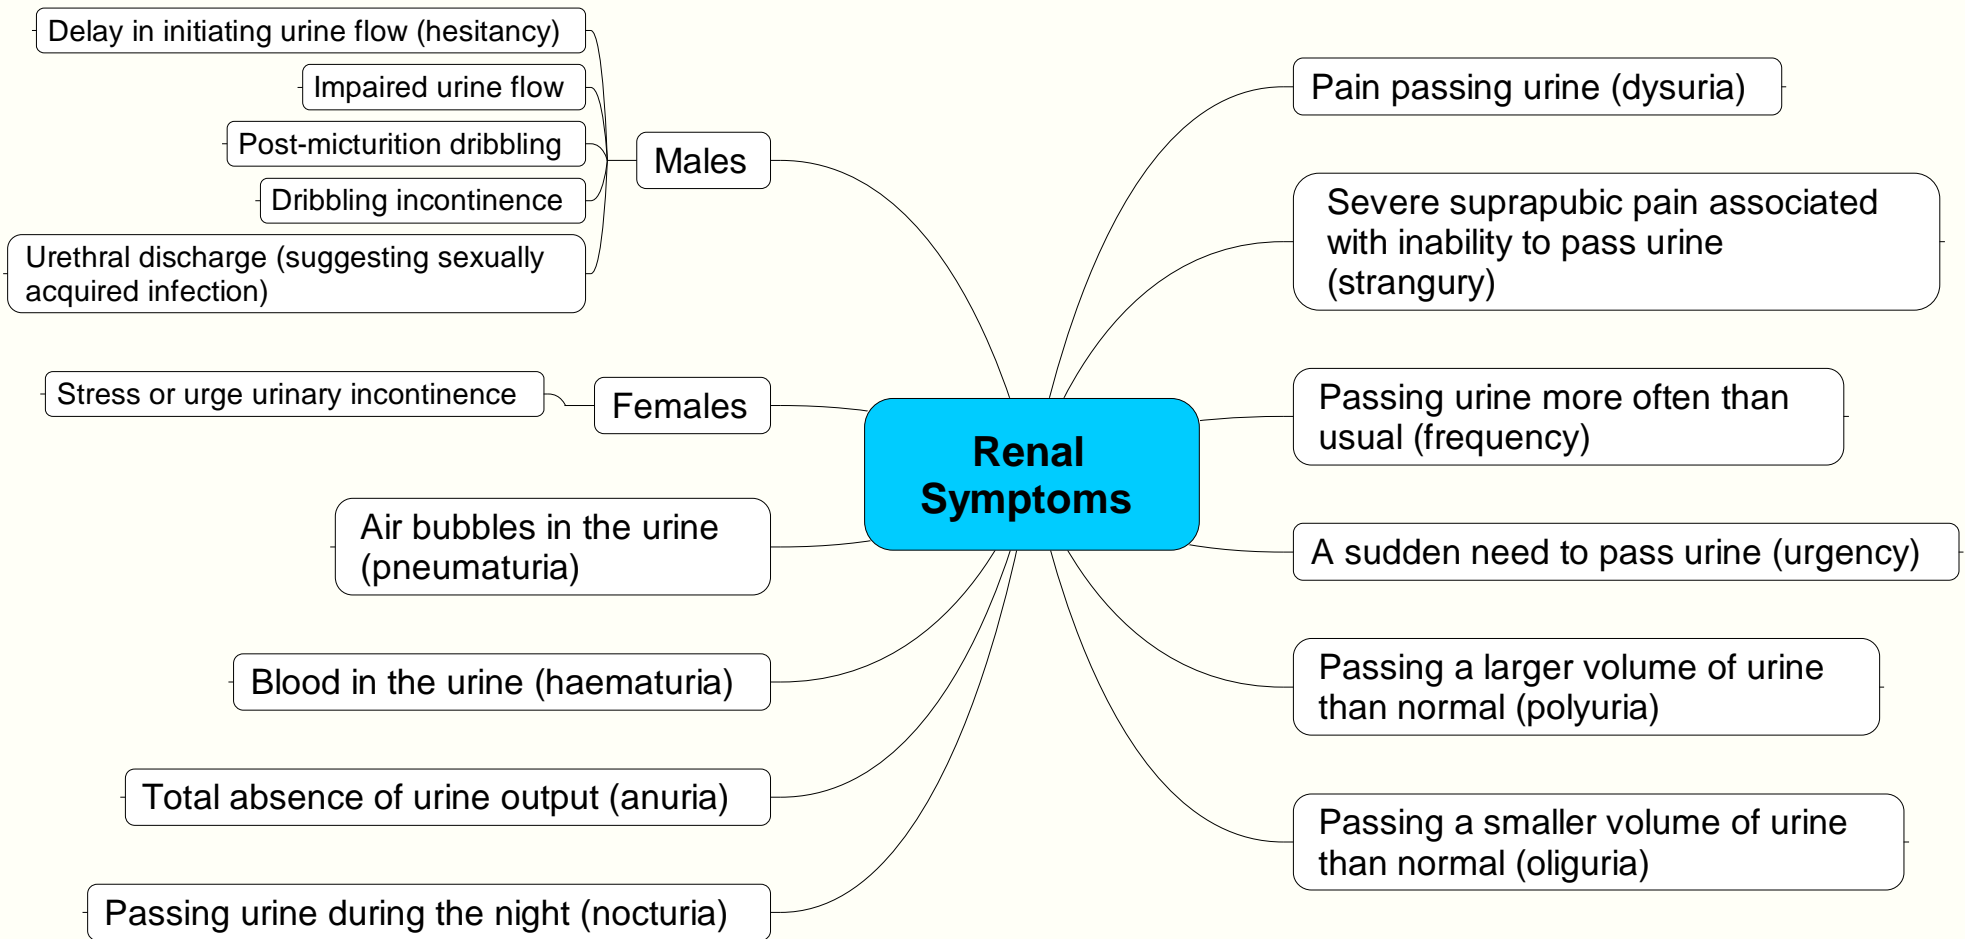 Renal
Symptoms
Pain passing urine (dysuria)
Severe suprapubic pain associated
with inability to pass urine
(strangury)
Passing urine more often than
usual (frequency)
A sudden need to pass urine (urgency)
Passing a larger volume of urine
than normal (polyuria)
Passing a smaller volume of urine
than normal (oliguria)
Passing urine during the night (nocturia)
Total absence of urine output (anuria)
Blood in the urine (haematuria)
Air bubbles in the urine
(pneumaturia)
Females
Stress or urge urinary incontinence
Males
Delay in initiating urine flow (hesitancy)
Impaired urine flow
Post-micturition dribbling
Dribbling incontinence
Urethral discharge (suggesting sexually
acquired infection)